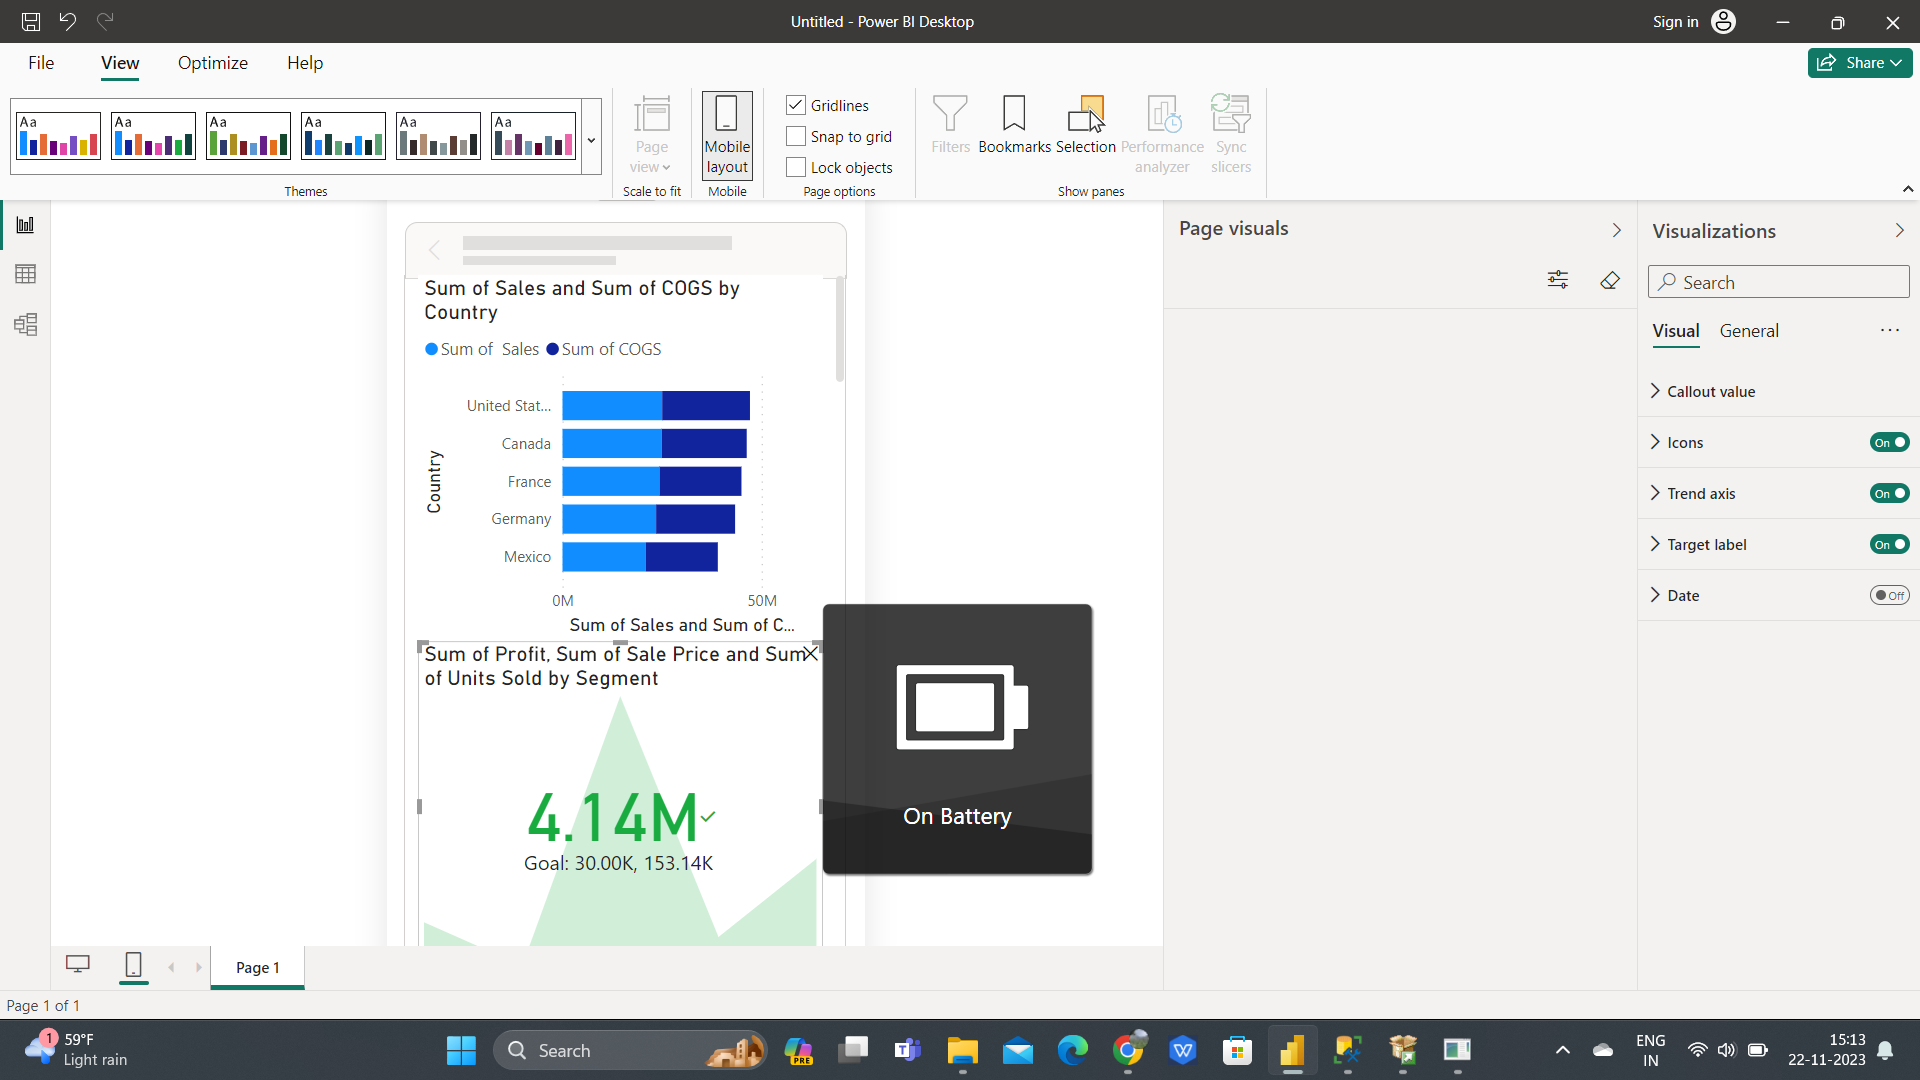 Untitled - Power BI Desktop
Sign in
File
View
Optimize
Help
Share
Aa
Aa
Aa
Aa
Aa
Aa
Themes
Page view
Scale to fit
Mobile layout
Mobile
Gridlines
Snap to grid
Lock objects
Page options
Filters
Bookmarks
Selection
Performance analyzer
Sync slicers
Show panes
Sum of Sales and Sum of COGS by
Country
Sum of Sales
Sum of COGS
Country
United Stat...
Canada
France
Germany
Mexico
0M
50M
Sum of Sales and Sum of C...
Sum of Profit, Sum of Sale Price and Sum
of Units Sold by Segment
4.14M
Goal: 30.00K, 153.14K
On Battery
Page visuals
Visualizations
Search
Visual
General
Callout value
Icons
On
Trend axis
On
Target label
On
Date
Off
Page 1
Page 1 of 1
1
59°F
Light rain
Search
PRE
ENG
IN
15:13
22-11-2023